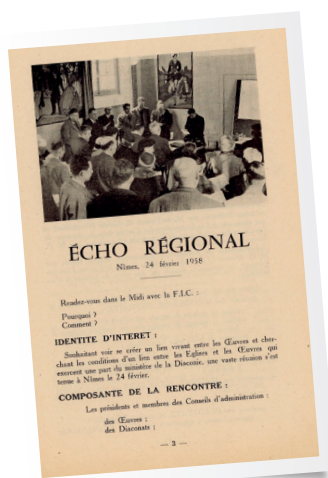 ÉCHO RÉGIONAL
Nîmes, 24 février 1958
Rendez-vous dans le Midi avec la F.I.C. :
Pourquoi ?
Comment ?
IDENTITE D'INTERET :
Souhaitant voir se créer un lien vivant entre les Œuvres et cher-
chant les conditions d'un lien entre les Eglises et les Œuvres qui
exercent une part du ministère de la Diaconie, une vaste réunion s'est
tenue à Nîmes le 24 février.
COMPOSANTE DE LA RENCONTRE :
Les présidents et membres des Conseils d'administration :
des Œuvres ;
des Diaconats ;
— 3 —